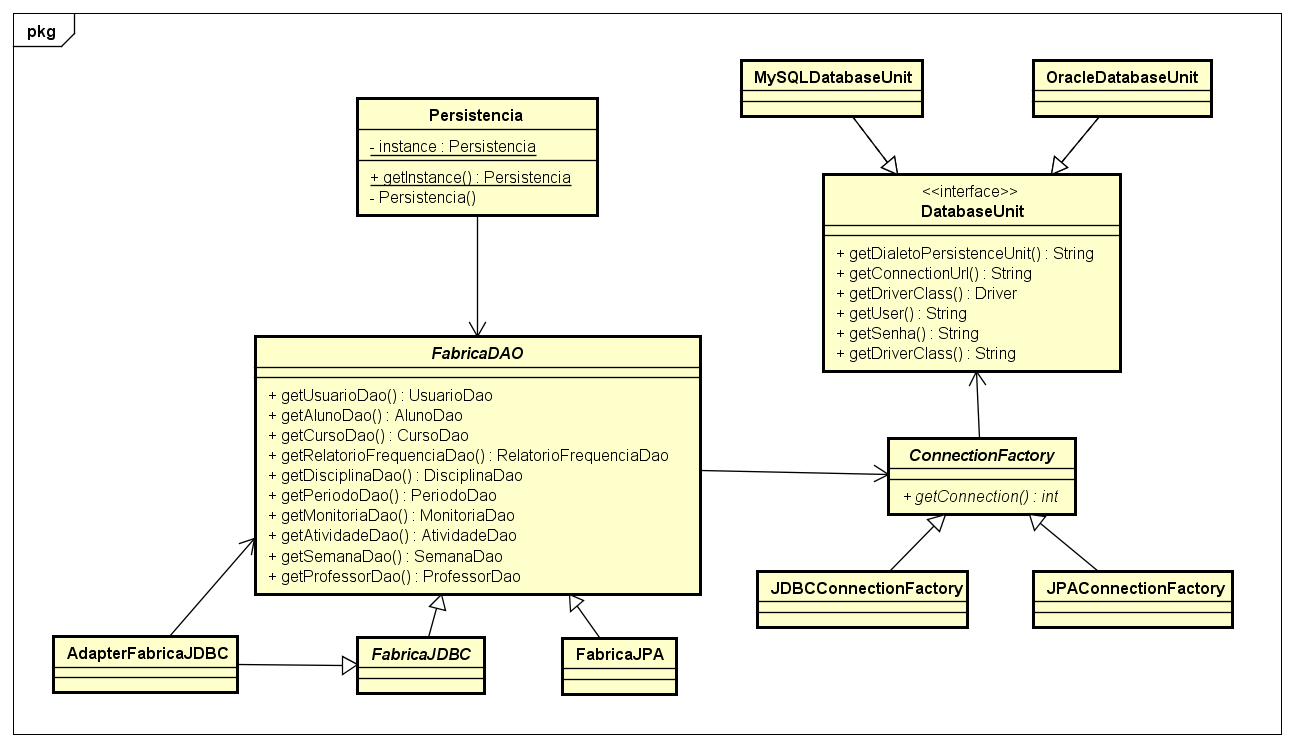 pkg
MySQLDatabaseUnit
OracleDatabaseUnit
Persistencia
- instance : Persistencia
+ getInstance() : Persistencia
- Persistencia()
<<interface>>
DatabaseUnit
+ getDialetoPersistenceUnit() : String
+ getConnectionUrl() : String
+ getDriverClass() : Driver
+ getUser() : String
+ getSenha() : String
+ getDriverClass() : String
FabricaDAO
+ getUsuarioDao() : UsuarioDao
+ getAlunoDao() : AlunoDao
+ getCursoDao() : CursoDao
+ getRelatorioFrequenciaDao() : RelatorioFrequenciaDao
+ getDisciplinaDao() : DisciplinaDao
+ getPeriodoDao() : PeriodoDao
+ getMonitoriaDao() : MonitoriaDao
+ getAtividadeDao() : AtividadeDao
+ getSemanaDao() : SemanaDao
+ getProfessorDao() : ProfessorDao
ConnectionFactory
+ getConnection() : int
JDBCConnectionFactory
JPAConnectionFactory
AdapterFabricaJDBC
FabricaJDBC
FabricaJPA